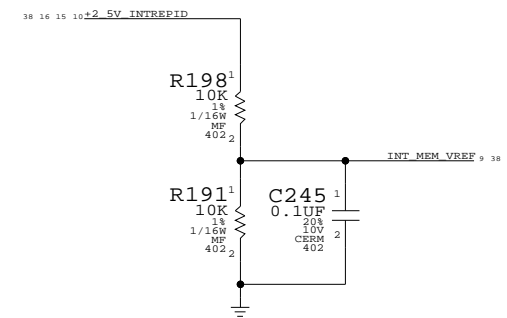 38 16 15 10 +2_5V_INTREPID
R198 1
10K
1%
1/16W
MF
402 2
INT_MEM_VREF 9 38
R191 1
10K
1%
1/16W
MF
402 2
C245 1
0.1UF
20%
10V
CERM 2
402